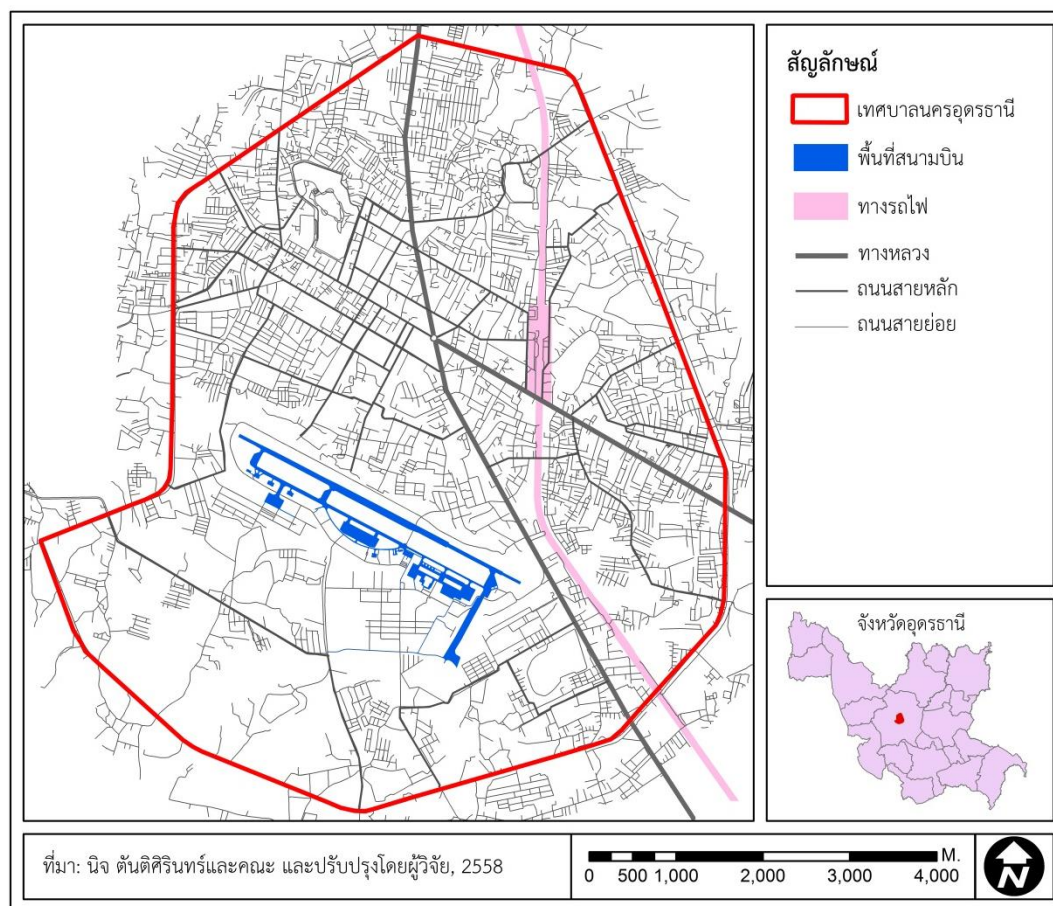 สัญลักษณ์
เทศบาลนครอุดรธานี
พื้นที่สนามบิน
ทางรถไฟ
ทางหลวง
ถนนสายหลัก
ถนนสายย่อย
จังหวัดอุดรธานี
ที่มา: นิจ ตันติศิรินทร์และคณะ และปรับปรุงโดยผู้วิจัย, 2558
M.
0 500 1,000 2,000 3,000 4,000
N